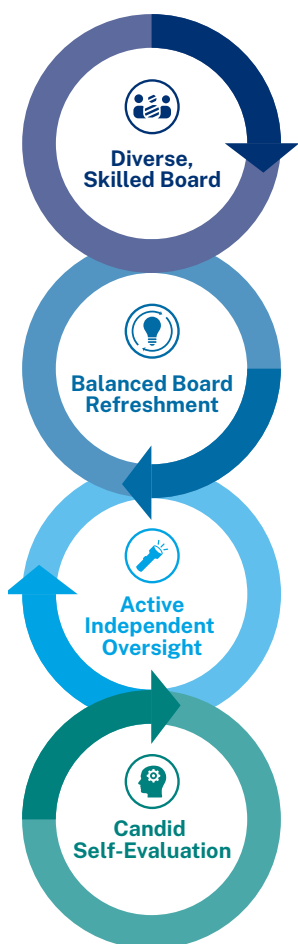 Diverse,
Skilled Board
Balanced Board
Refreshment
Active
Independent
Oversight
Candid
Self-Evaluation